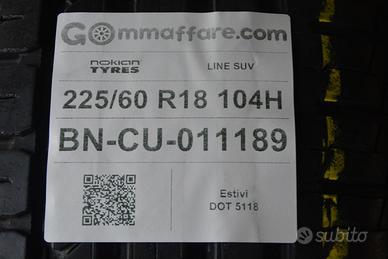 GOmmaffare.com
nokian TYRES
LINE SUV
225/60 R18 104H
BN-CU-011189
Estivi
DOT 5118
subito